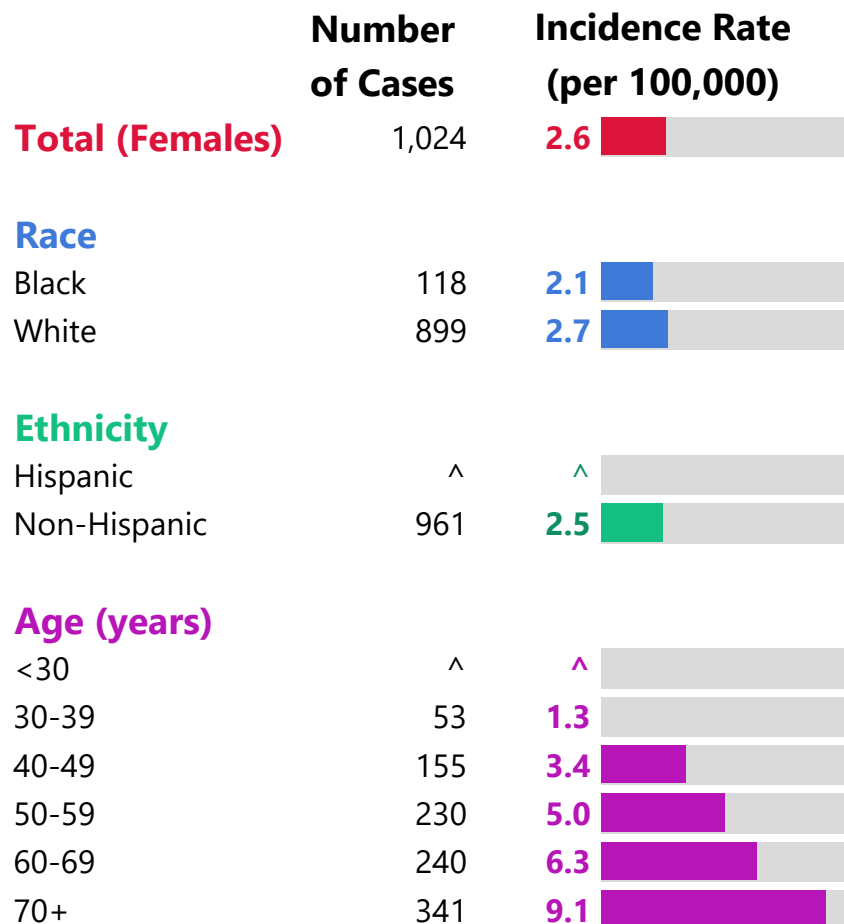 Number Incidence Rate
of Cases (per 100,000)
Total (Females) 1,024 2.6
Race
Black 118 2.1
White 899 2.7
Ethnicity
Hispanic ^ ^
Non-Hispanic 961 2.5
Age (years)
<30 ^ ^
30-39 53 1.3
40-49 155 3.4
50-59 230 5.0
60-69 240 6.3
70+ 341 9.1